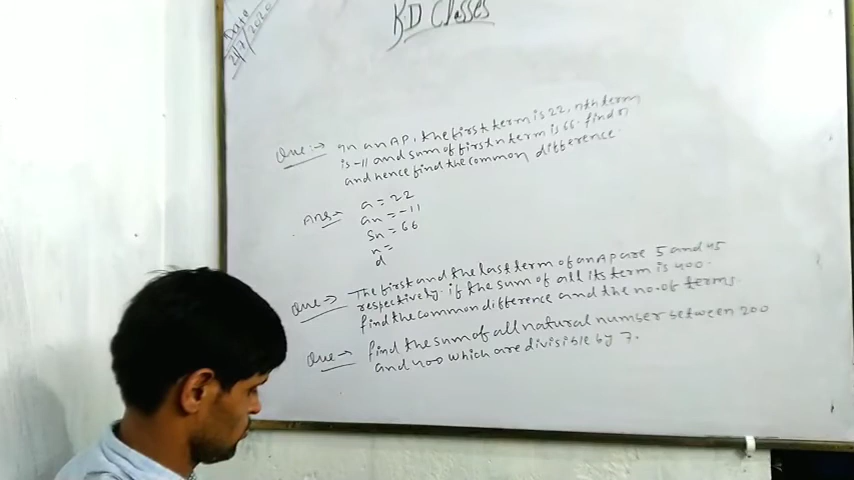 Date
21/7/2020
KD Classes
Que:→ In an AP, the first term is 22, nth term
is -11 and sum of first n term is 66. find n
and hence find the common difference.
Ans→ a = 22
an = -11
Sn = 66
n =
d
Que→ The first and the last term of an AP are 5 and 45
respectively. if the sum of all its term is 400.
find the common difference and the no. of terms.
Que→ find the sum of all natural number between 200
and 400 which are divisible by 7.